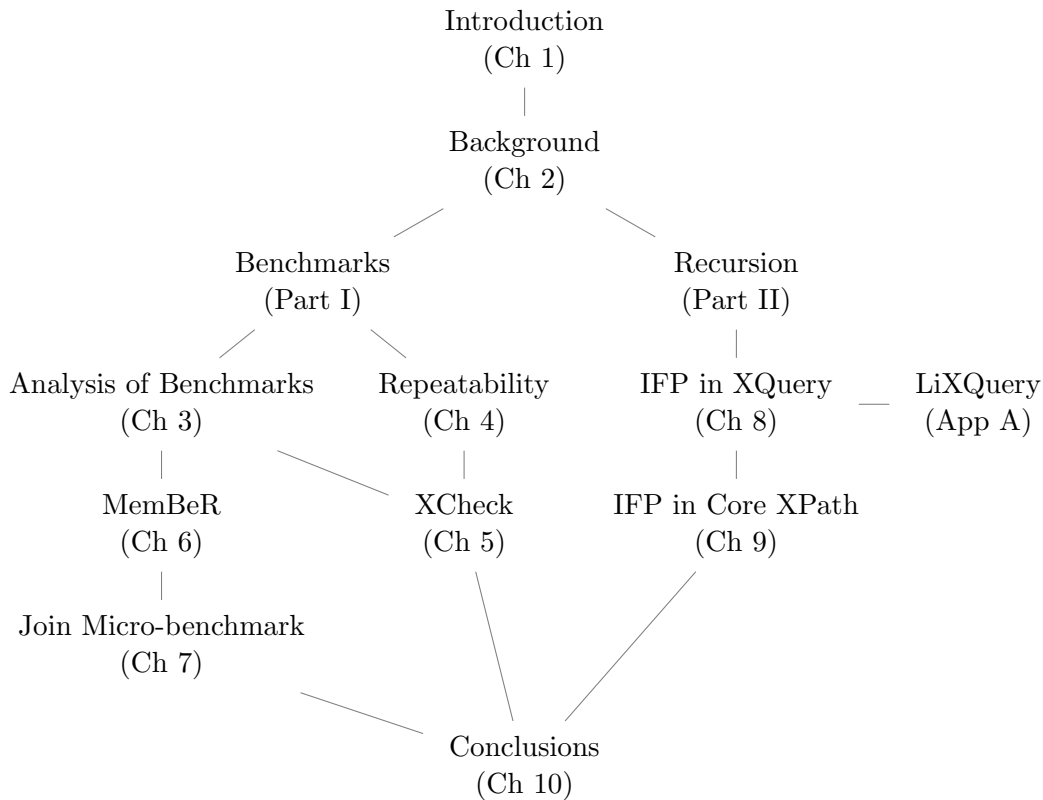 Introduction
(Ch 1)
Background
(Ch 2)
Benchmarks
(Part I)
Recursion
(Part II)
Analysis of Benchmarks
(Ch 3)
Repeatability
(Ch 4)
IFP in XQuery
(Ch 8)
LiXQuery
(App A)
MemBeR
(Ch 6)
XCheck
(Ch 5)
IFP in Core XPath
(Ch 9)
Join Micro-benchmark
(Ch 7)
Conclusions
(Ch 10)